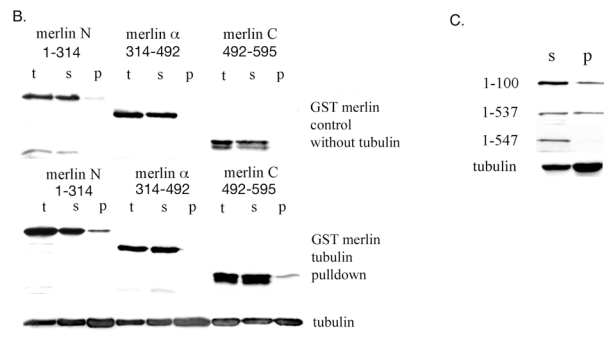 B.
merlin N merlin α merlin C
1-314 314-492 492-595
t s p t s p t s p
GST merlin
control
without tubulin
merlin N merlin α merlin C
1-314 314-492 492-595
t s p t s p t s p
GST merlin
tubulin
pulldown
tubulin
C.
s p
1-100
1-537
1-547
tubulin